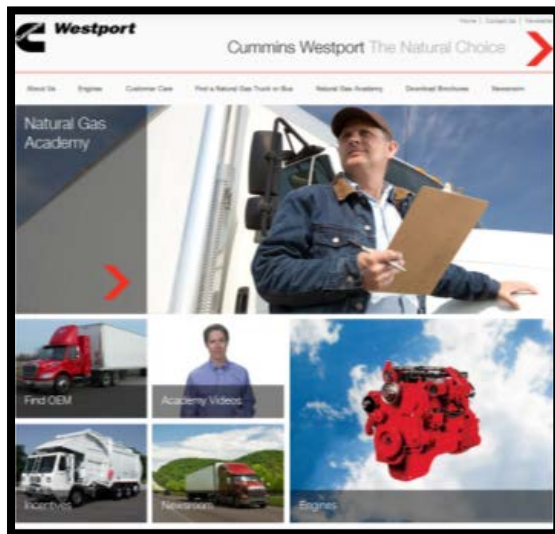 Westport
Home | Contact Us | Newsletter
Cummins Westport The Natural Choice
About Us Engines Customer Care Find a Natural Gas Truck or Bus Natural Gas Academy Download Brochures Newsroom
Natural Gas
Academy
Find OEM
Academy Videos
Incentives
Newsroom
Engines